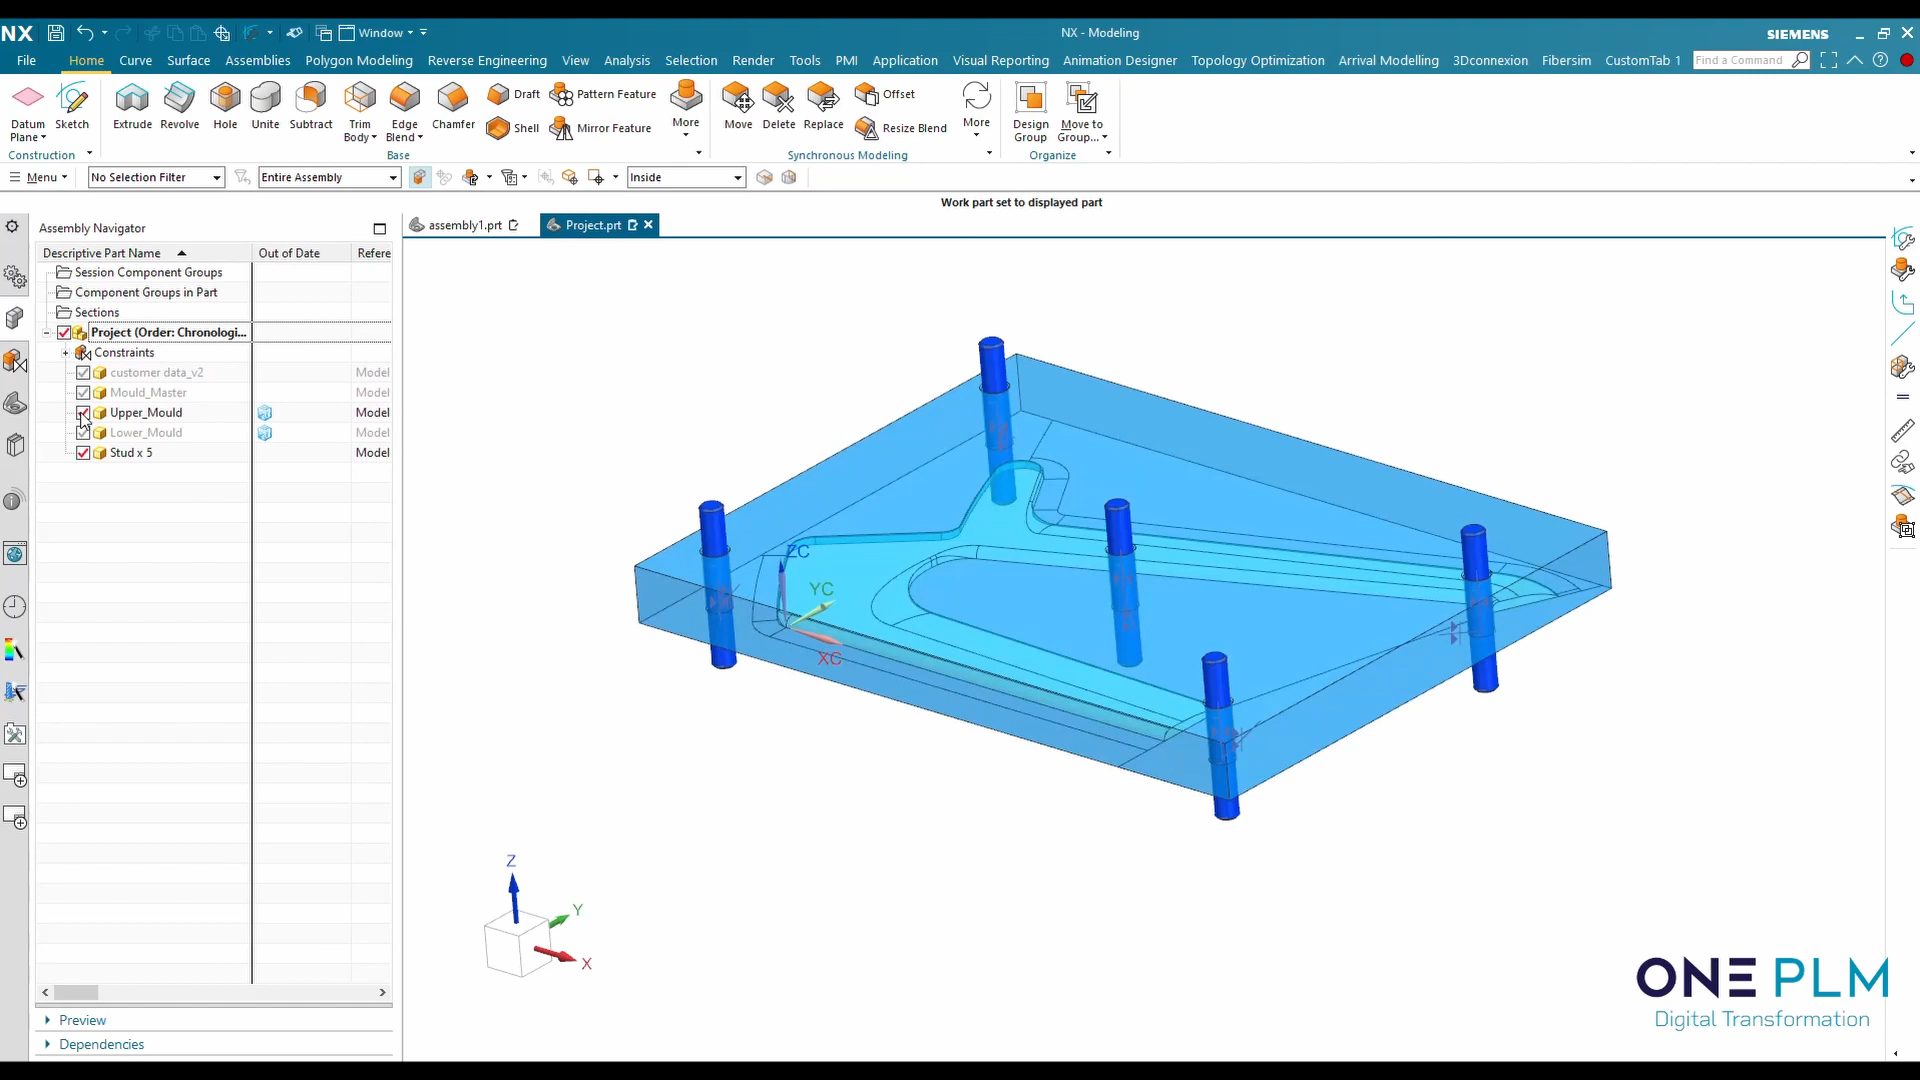 NX
Window
NX - Modeling
SIEMENS
File
Home
Curve
Surface
Assemblies
Polygon Modeling
Reverse Engineering
View
Analysis
Selection
Render
Tools
PMI
Application
Visual Reporting
Animation Designer
Topology Optimization
Arrival Modelling
3Dconnexion
Fibersim
CustomTab 1
Find a Command
Datum
Plane
Sketch
Extrude
Revolve
Hole
Unite
Subtract
Trim
Body
Edge
Blend
Chamfer
Draft
Shell
Pattern Feature
Mirror Feature
More
Move
Delete
Replace
Offset
Resize Blend
More
Design
Group
Move to
Group...
Construction
Base
Synchronous Modeling
Organize
Menu
No Selection Filter
Entire Assembly
Inside
Work part set to displayed part
Assembly Navigator
assembly1.prt
Project.prt
Descriptive Part Name
Out of Date
Refere
Session Component Groups
Component Groups in Part
Sections
Project (Order: Chronologi...
Constraints
customer data_v2
Model
Mould_Master
Model
Upper_Mould
Model
Lower_Mould
Model
Stud x 5
Model
ZC
YC
XC
Z
Y
X
Preview
Dependencies
ONE PLM
Digital Transformation